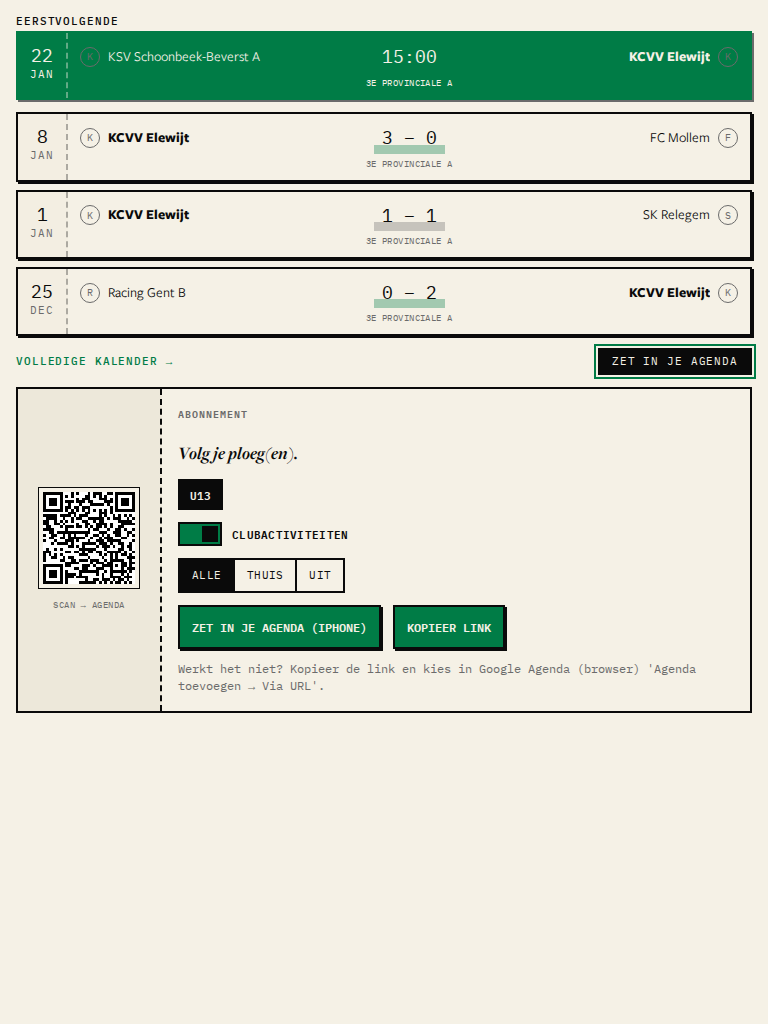 EERSTVOLGENDE
22
JAN
K
KSV Schoonbeek-Beverst A
15:00
3E PROVINCIALE A
KCVV Elewijt
K
8
JAN
K
KCVV Elewijt
3 – 0
3E PROVINCIALE A
FC Mollem
F
1
JAN
K
KCVV Elewijt
1 – 1
3E PROVINCIALE A
SK Relegem
S
25
DEC
R
Racing Gent B
0 – 2
3E PROVINCIALE A
KCVV Elewijt
K
VOLLEDIGE KALENDER →
ZET IN JE AGENDA
SCAN → AGENDA
ABONNEMENT
Volg je ploeg(en).
U13
CLUBACTIVITEITEN
ALLE
THUIS
UIT
ZET IN JE AGENDA (IPHONE)
KOPIEER LINK
Werkt het niet? Kopieer de link en kies in Google Agenda (browser) 'Agenda
toevoegen → Via URL'.